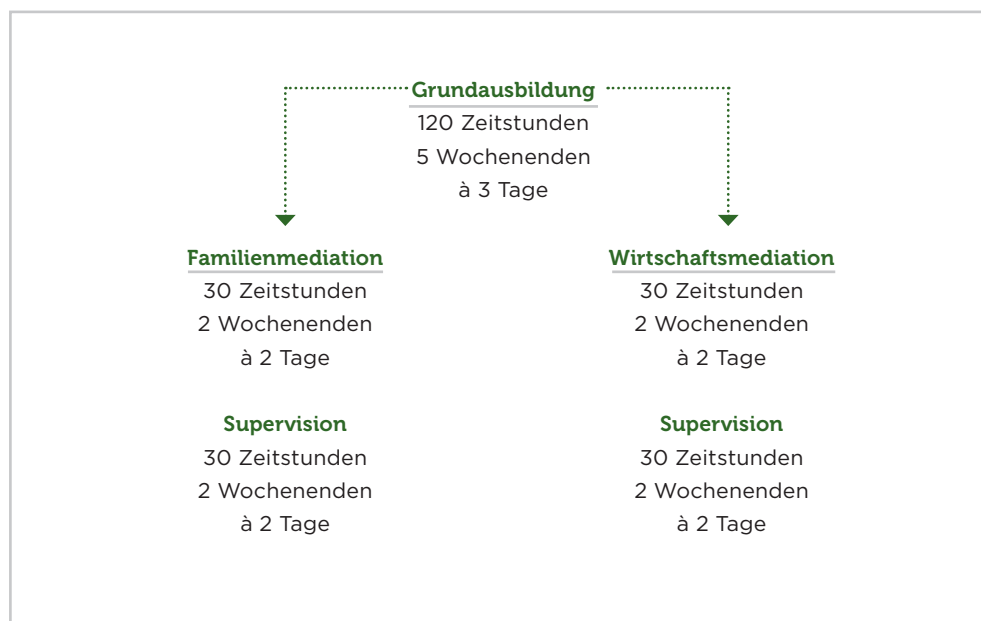 Grundausbildung
120 Zeitstunden
5 Wochenenden
à 3 Tage
Familienmediation
30 Zeitstunden
2 Wochenenden
à 2 Tage
Supervision
30 Zeitstunden
2 Wochenenden
à 2 Tage
Wirtschaftsmediation
30 Zeitstunden
2 Wochenenden
à 2 Tage
Supervision
30 Zeitstunden
2 Wochenenden
à 2 Tage